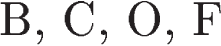 B, C, O, F